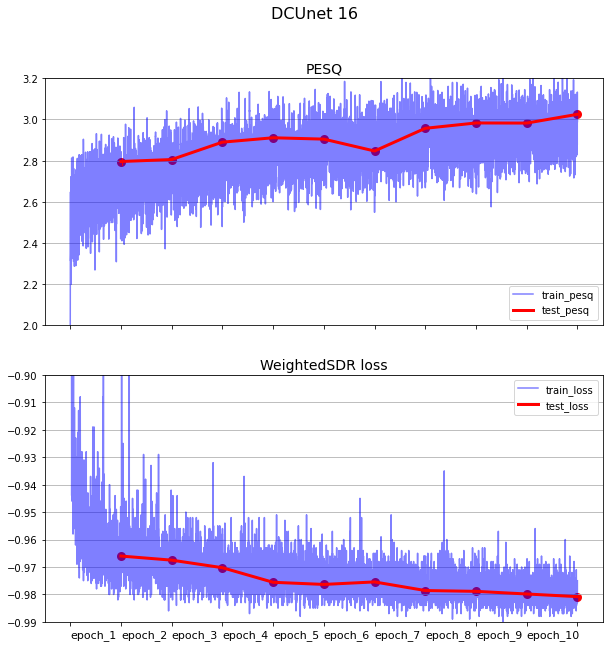 DCUnet 16
PESQ
3.2
3.0
2.8
2.6
2.4
2.2
2.0
train_pesq
test_pesq
WeightedSDR loss
−0.90
−0.91
−0.92
−0.93
−0.94
−0.95
−0.96
−0.97
−0.98
−0.99
train_loss
test_loss
epoch_1 epoch_2 epoch_3 epoch_4 epoch_5 epoch_6 epoch_7 epoch_8 epoch_9 epoch_10